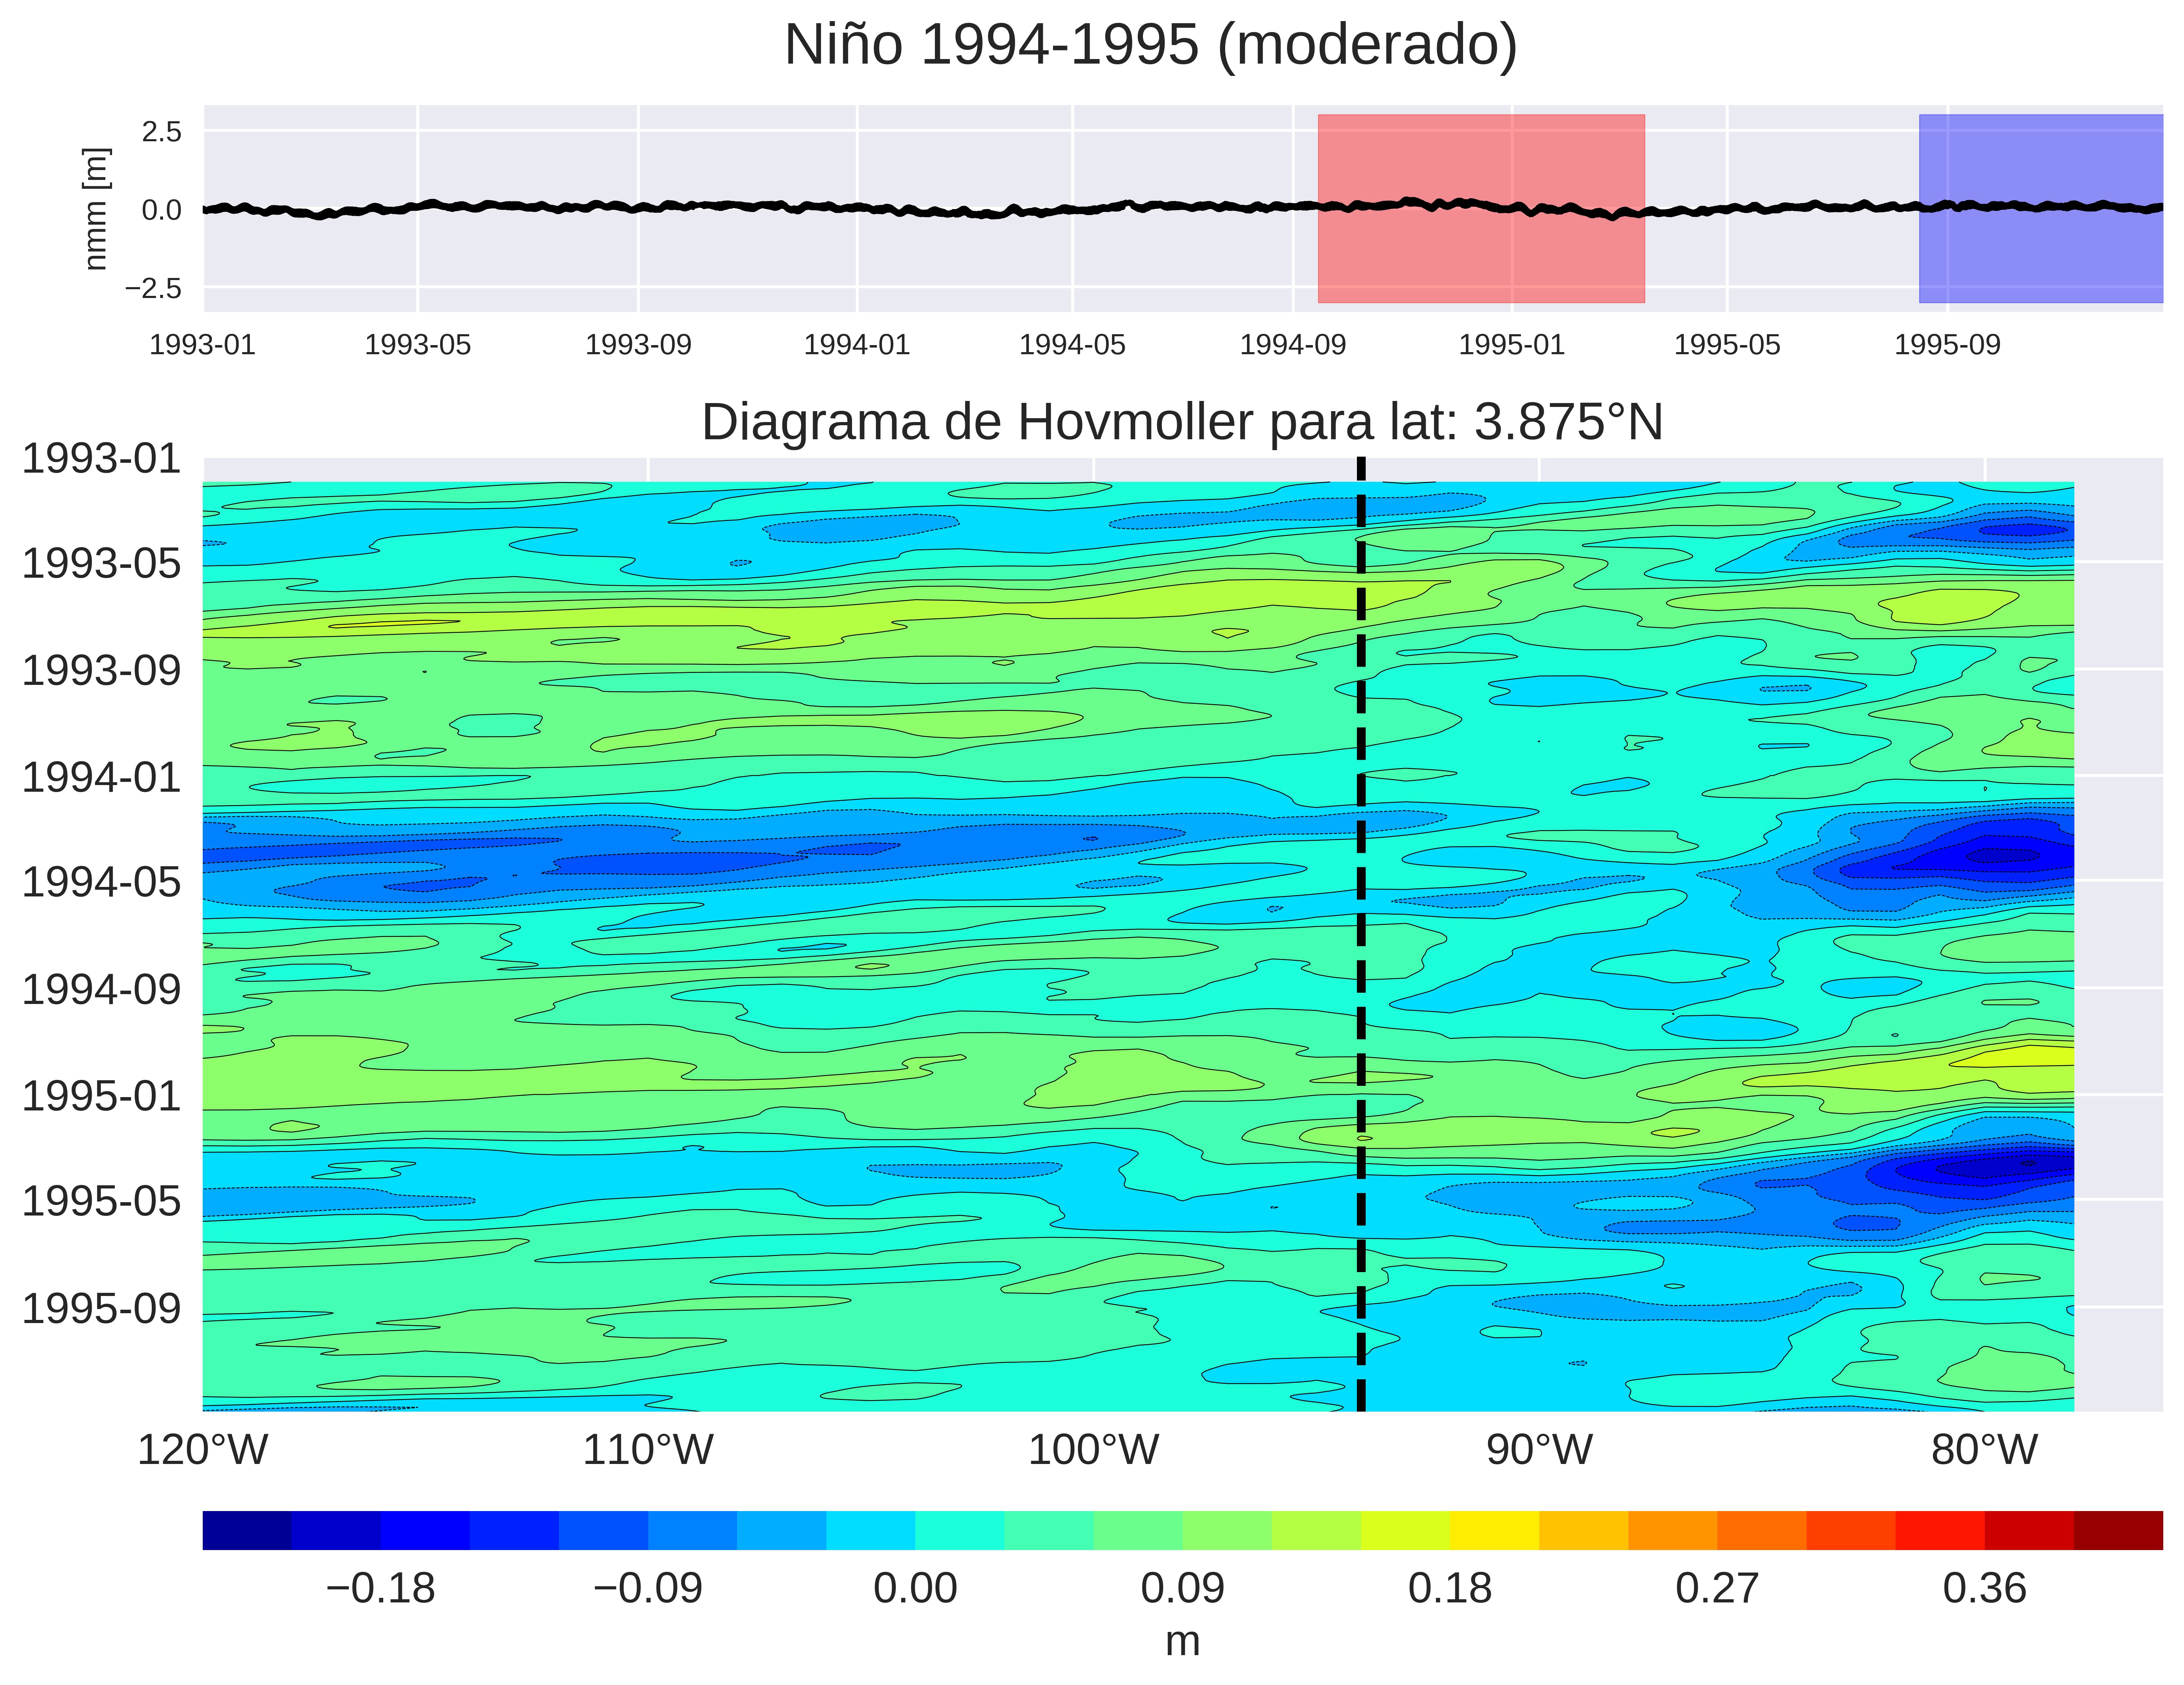 Niño 1994-1995 (moderado)
nmm [m]
2.5
0.0
−2.5
1993-01 1993-05 1993-09 1994-01 1994-05 1994-09 1995-01 1995-05 1995-09
Diagrama de Hovmoller para lat: 3.875°N
1993-01
1993-05
1993-09
1994-01
1994-05
1994-09
1995-01
1995-05
1995-09
120°W 110°W 100°W 90°W 80°W
−0.18 −0.09 0.00 0.09 0.18 0.27 0.36
m